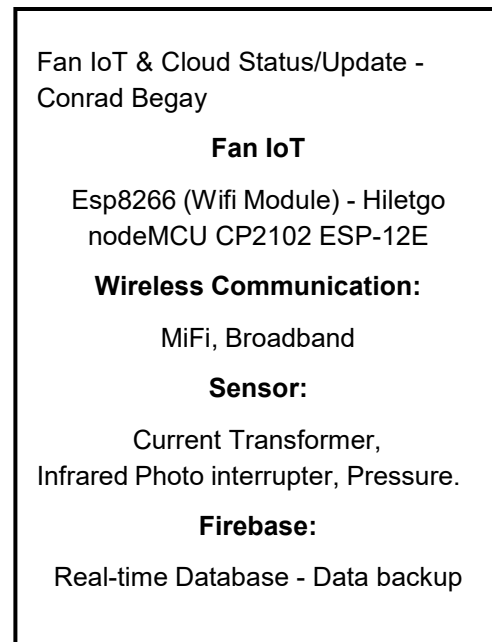 Fan IoT & Cloud Status/Update -
Conrad Begay
Fan IoT
Esp8266 (Wifi Module) - Hiletgo
nodeMCU CP2102 ESP-12E
Wireless Communication:
MiFi, Broadband
Sensor:
Current Transformer,
Infrared Photo interrupter, Pressure.
Firebase:
Real-time Database - Data backup